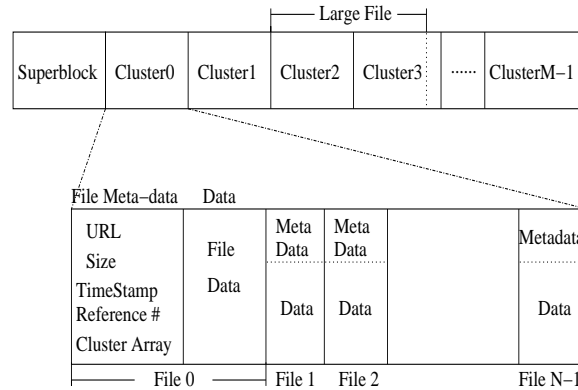 Large File
Superblock Cluster0 Cluster1 Cluster2 Cluster3 ...... ClusterM−1
File Meta−data Data
URL
Size
TimeStamp
Reference #
Cluster Array
File
Data
Meta
Data
Data
Meta
Data
Data
Metadata
Data
File 0 File 1 File 2 File N−1